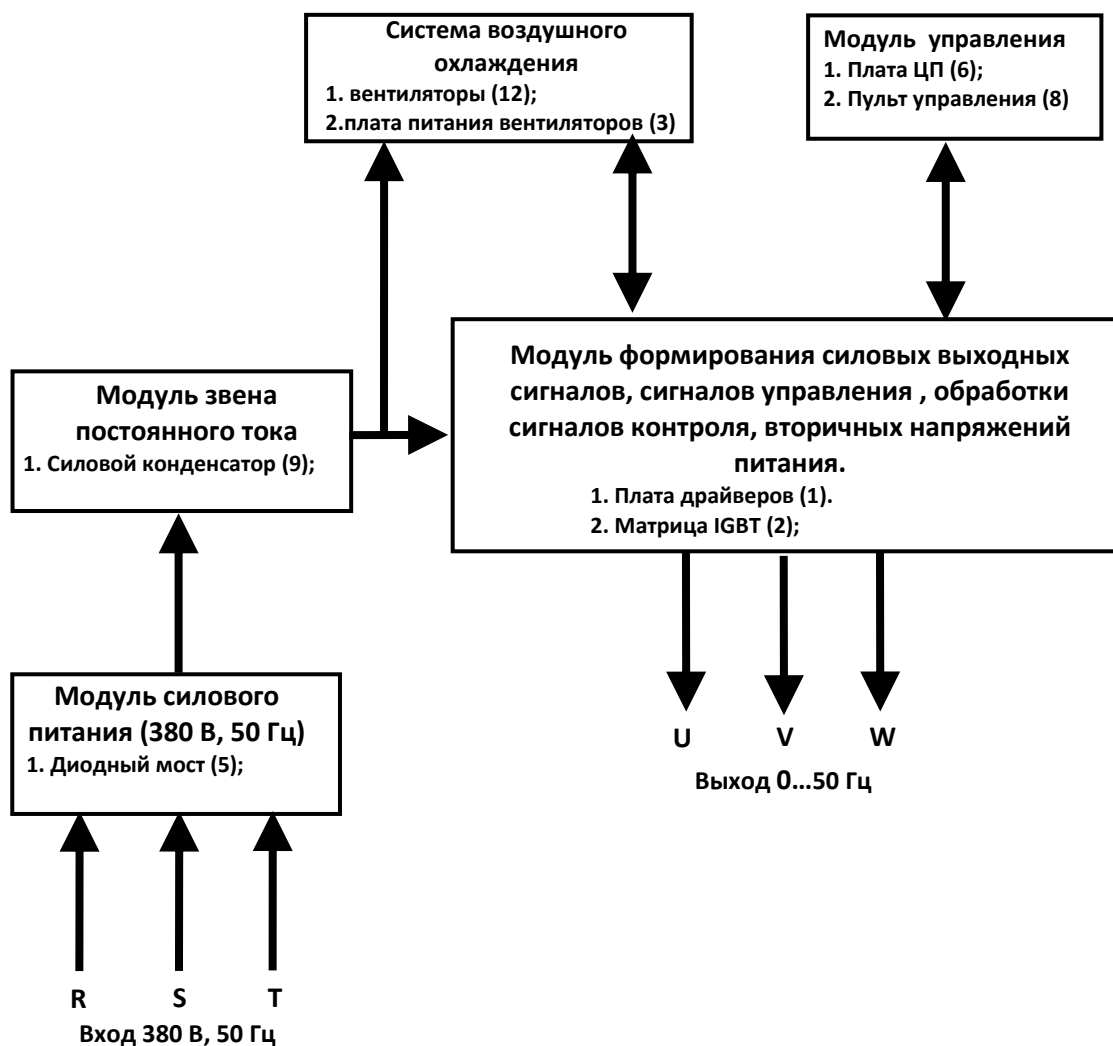 Система воздушного
охлаждения
1. вентиляторы (12);
2.плата питания вентиляторов (3)
Модуль управления
1. Плата ЦП (6);
2. Пульт управления (8)
Модуль формирования силовых выходных
сигналов, сигналов управления , обработки
сигналов контроля, вторичных напряжений
питания.
1. Плата драйверов (1).
2. Матрица IGBT (2);
Модуль звена
постоянного тока
1. Силовой конденсатор (9);
Модуль силового
питания (380 В, 50 Гц)
1. Диодный мост (5);
U V W
Выход 0...50 Гц
R S T
Вход 380 В, 50 Гц